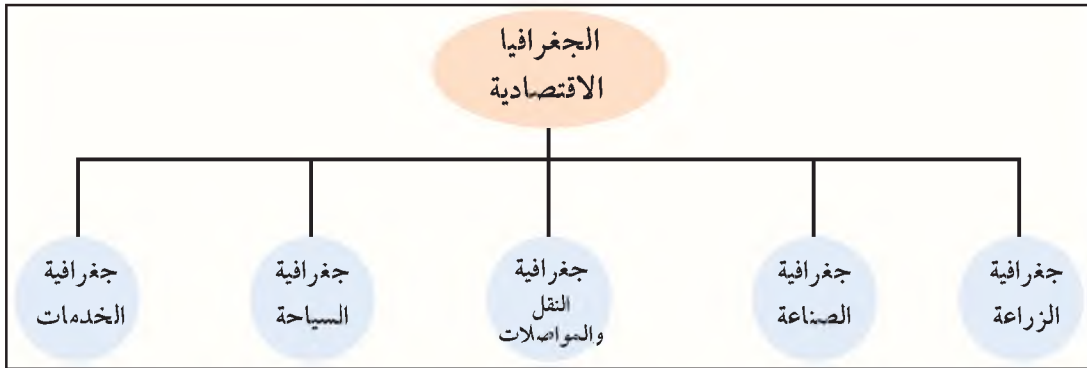 الجغرافيا
الاقتصادية
جغرافية
الزراعة
جغرافية
الصناعة
جغرافية
النقل
والمواصلات
جغرافية
السياحة
جغرافية
الخدمات